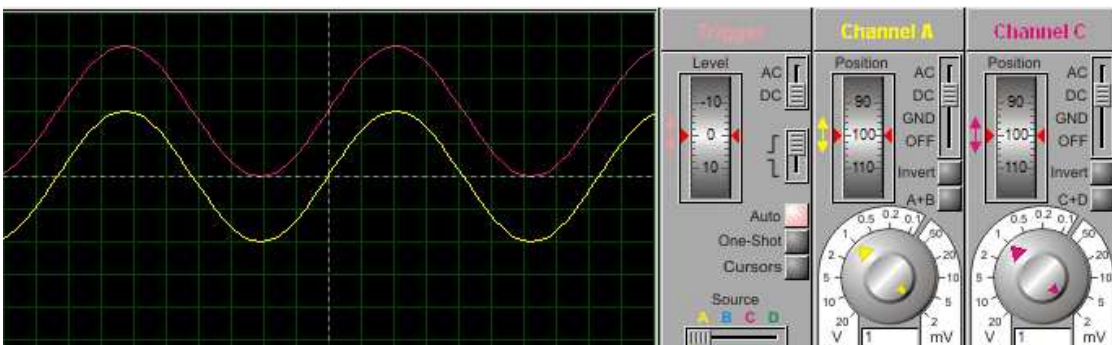 Trigger
Level
AC
DC
-10
0
10
Auto
One-Shot
Cursors
Source
A B C D
Channel A
Position
AC
DC
GND
OFF
90
100
110
Invert
A+B
20 10 5 2 1 0.5 0.2 0.1 50 20 10 5 2
V 1 mV
Channel C
Position
AC
DC
GND
OFF
90
100
110
Invert
C+D
20 10 5 2 1 0.5 0.2 0.1 50 20 10 5 2
V 1 mV